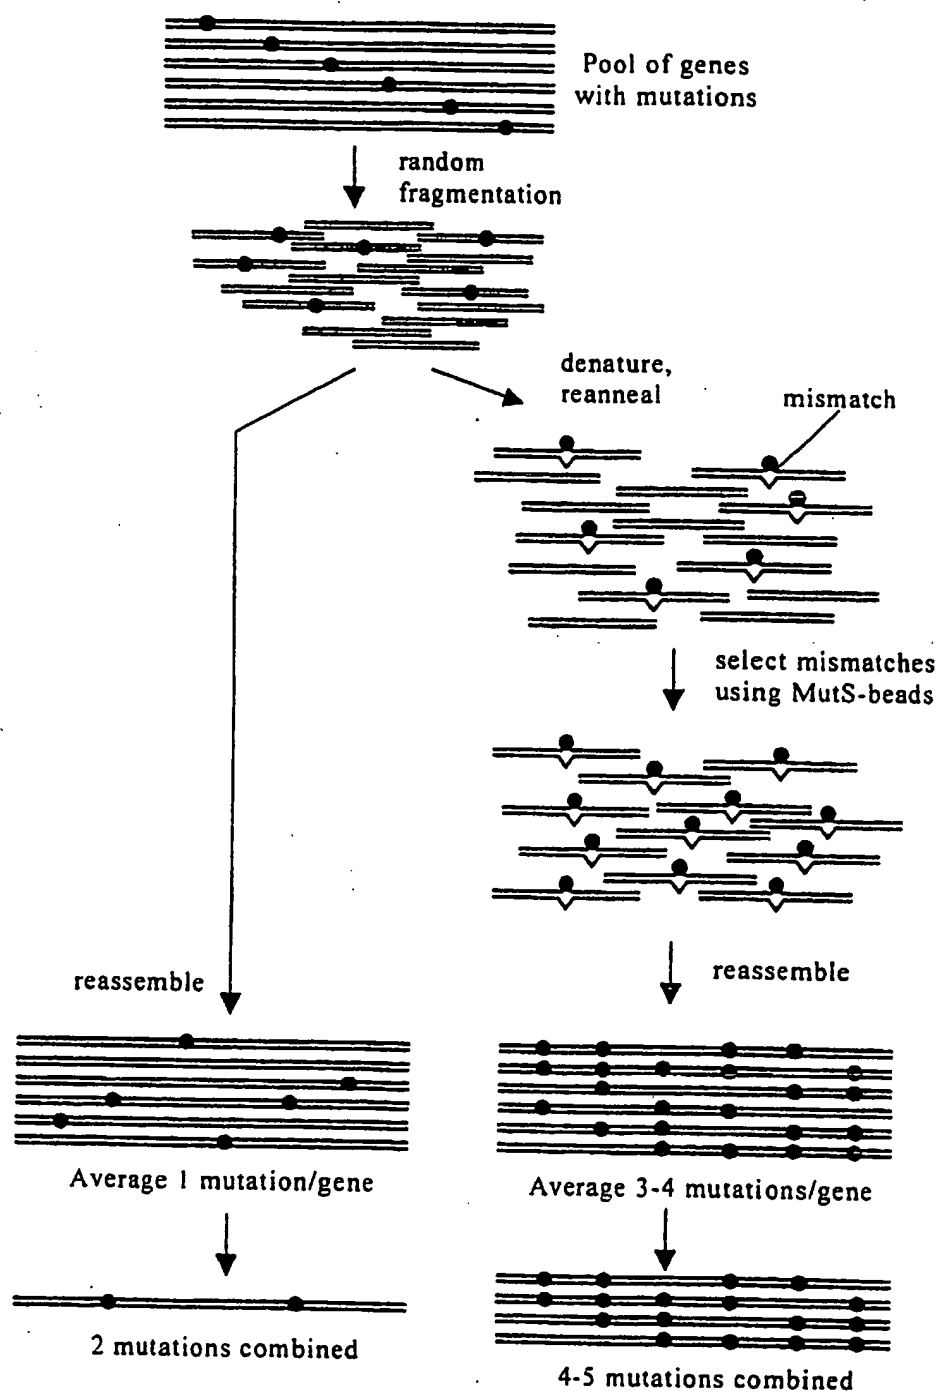 Pool of genes
with mutations
random
fragmentation
denature,
reanneal
mismatch
select mismatches
using MutS-beads
reassemble
reassemble
Average 1 mutation/gene
Average 3-4 mutations/gene
2 mutations combined
4-5 mutations combined